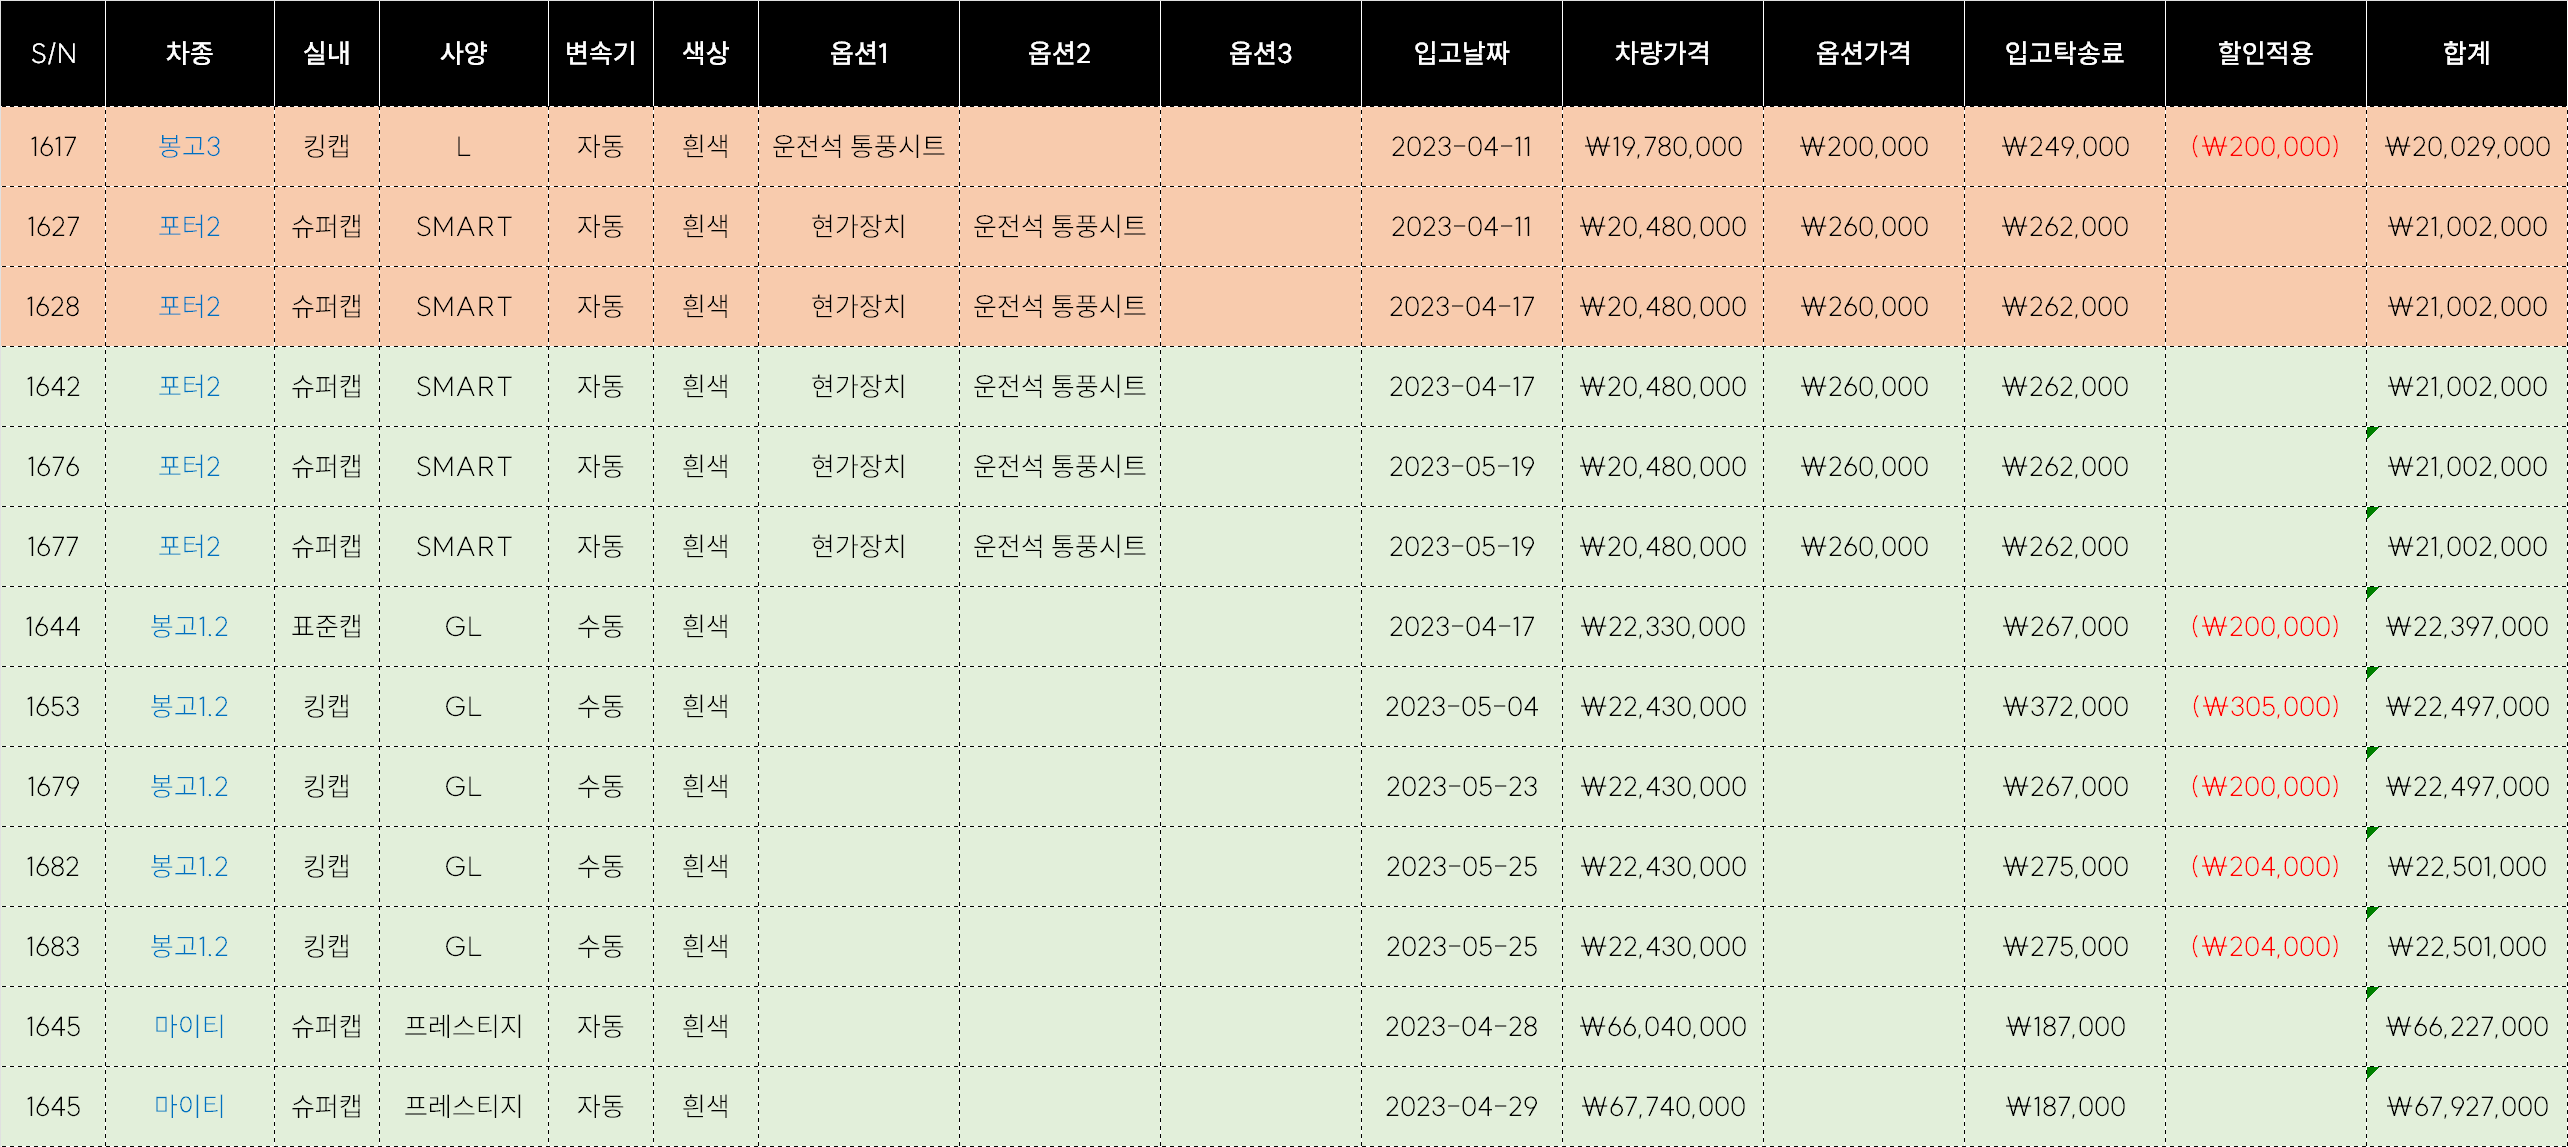 S/N 차종 실내 사양 변속기 색상 옵션1 옵션2 옵션3 입고날짜 차량가격 옵션가격 입고탁송료 할인적용 합계
1617 봉고3 킹캡 L 자동 흰색 운전석 통풍시트 2023-04-11 ₩19,780,000 ₩200,000 ₩249,000 (₩200,000) ₩20,029,000
1627 포터2 슈퍼캡 SMART 자동 흰색 현가장치 운전석 통풍시트 2023-04-11 ₩20,480,000 ₩260,000 ₩262,000 ₩21,002,000
1628 포터2 슈퍼캡 SMART 자동 흰색 현가장치 운전석 통풍시트 2023-04-17 ₩20,480,000 ₩260,000 ₩262,000 ₩21,002,000
1642 포터2 슈퍼캡 SMART 자동 흰색 현가장치 운전석 통풍시트 2023-04-17 ₩20,480,000 ₩260,000 ₩262,000 ₩21,002,000
1676 포터2 슈퍼캡 SMART 자동 흰색 현가장치 운전석 통풍시트 2023-05-19 ₩20,480,000 ₩260,000 ₩262,000 ₩21,002,000
1677 포터2 슈퍼캡 SMART 자동 흰색 현가장치 운전석 통풍시트 2023-05-19 ₩20,480,000 ₩260,000 ₩262,000 ₩21,002,000
1644 봉고1.2 표준캡 GL 수동 흰색 2023-04-17 ₩22,330,000 ₩267,000 (₩200,000) ₩22,397,000
1653 봉고1.2 킹캡 GL 수동 흰색 2023-05-04 ₩22,430,000 ₩372,000 (₩305,000) ₩22,497,000
1679 봉고1.2 킹캡 GL 수동 흰색 2023-05-23 ₩22,430,000 ₩267,000 (₩200,000) ₩22,497,000
1682 봉고1.2 킹캡 GL 수동 흰색 2023-05-25 ₩22,430,000 ₩275,000 (₩204,000) ₩22,501,000
1683 봉고1.2 킹캡 GL 수동 흰색 2023-05-25 ₩22,430,000 ₩275,000 (₩204,000) ₩22,501,000
1645 마이티 슈퍼캡 프레스티지 자동 흰색 2023-04-28 ₩66,040,000 ₩187,000 ₩66,227,000
1645 마이티 슈퍼캡 프레스티지 자동 흰색 2023-04-29 ₩67,740,000 ₩187,000 ₩67,927,000